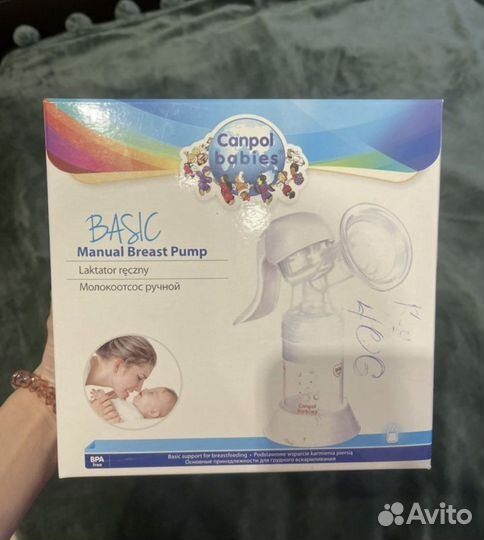 Canpol
babies
BASIC
Manual Breast Pump
Laktator ręczny
Молокоотсос ручной
Canpol
babies
BPA
free
Basic support for breastfeeding • Podstawowe wsparcie karmienia piersią
Основные принадлежности для грудного вскармливания
Avito